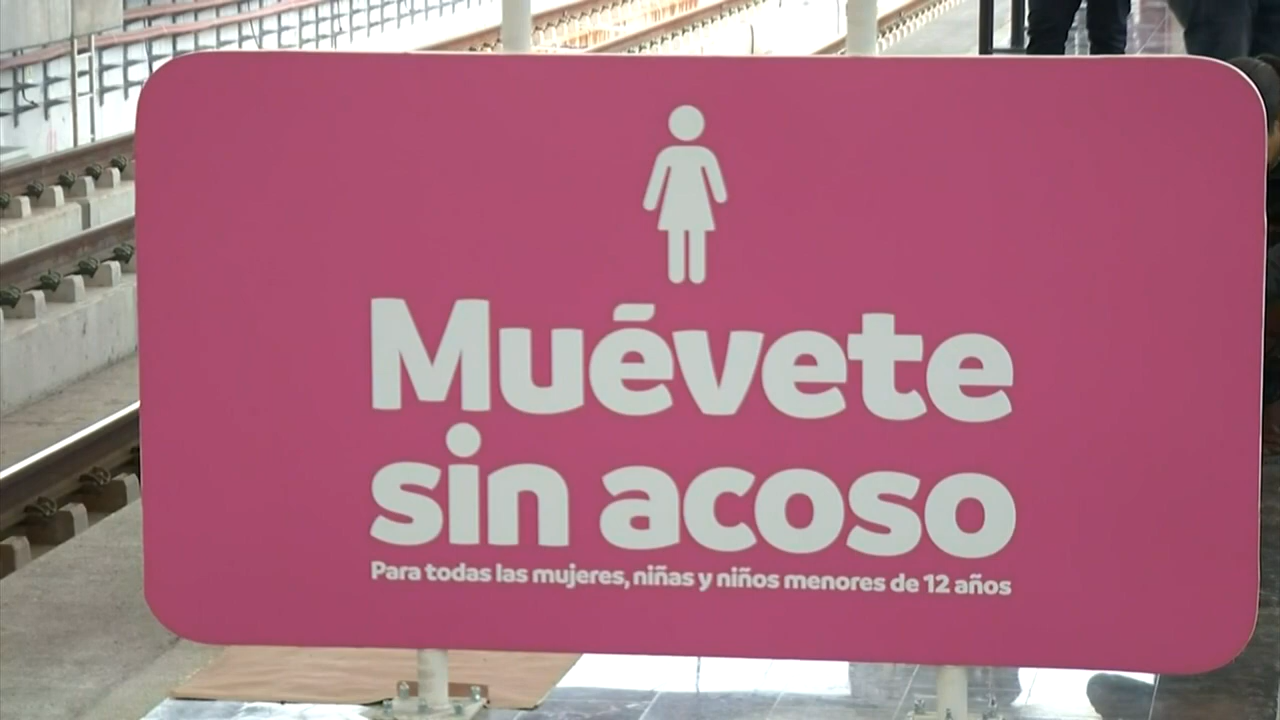 Muévete
sin acoso
Para todas las mujeres, niñas y niños menores de 12 años